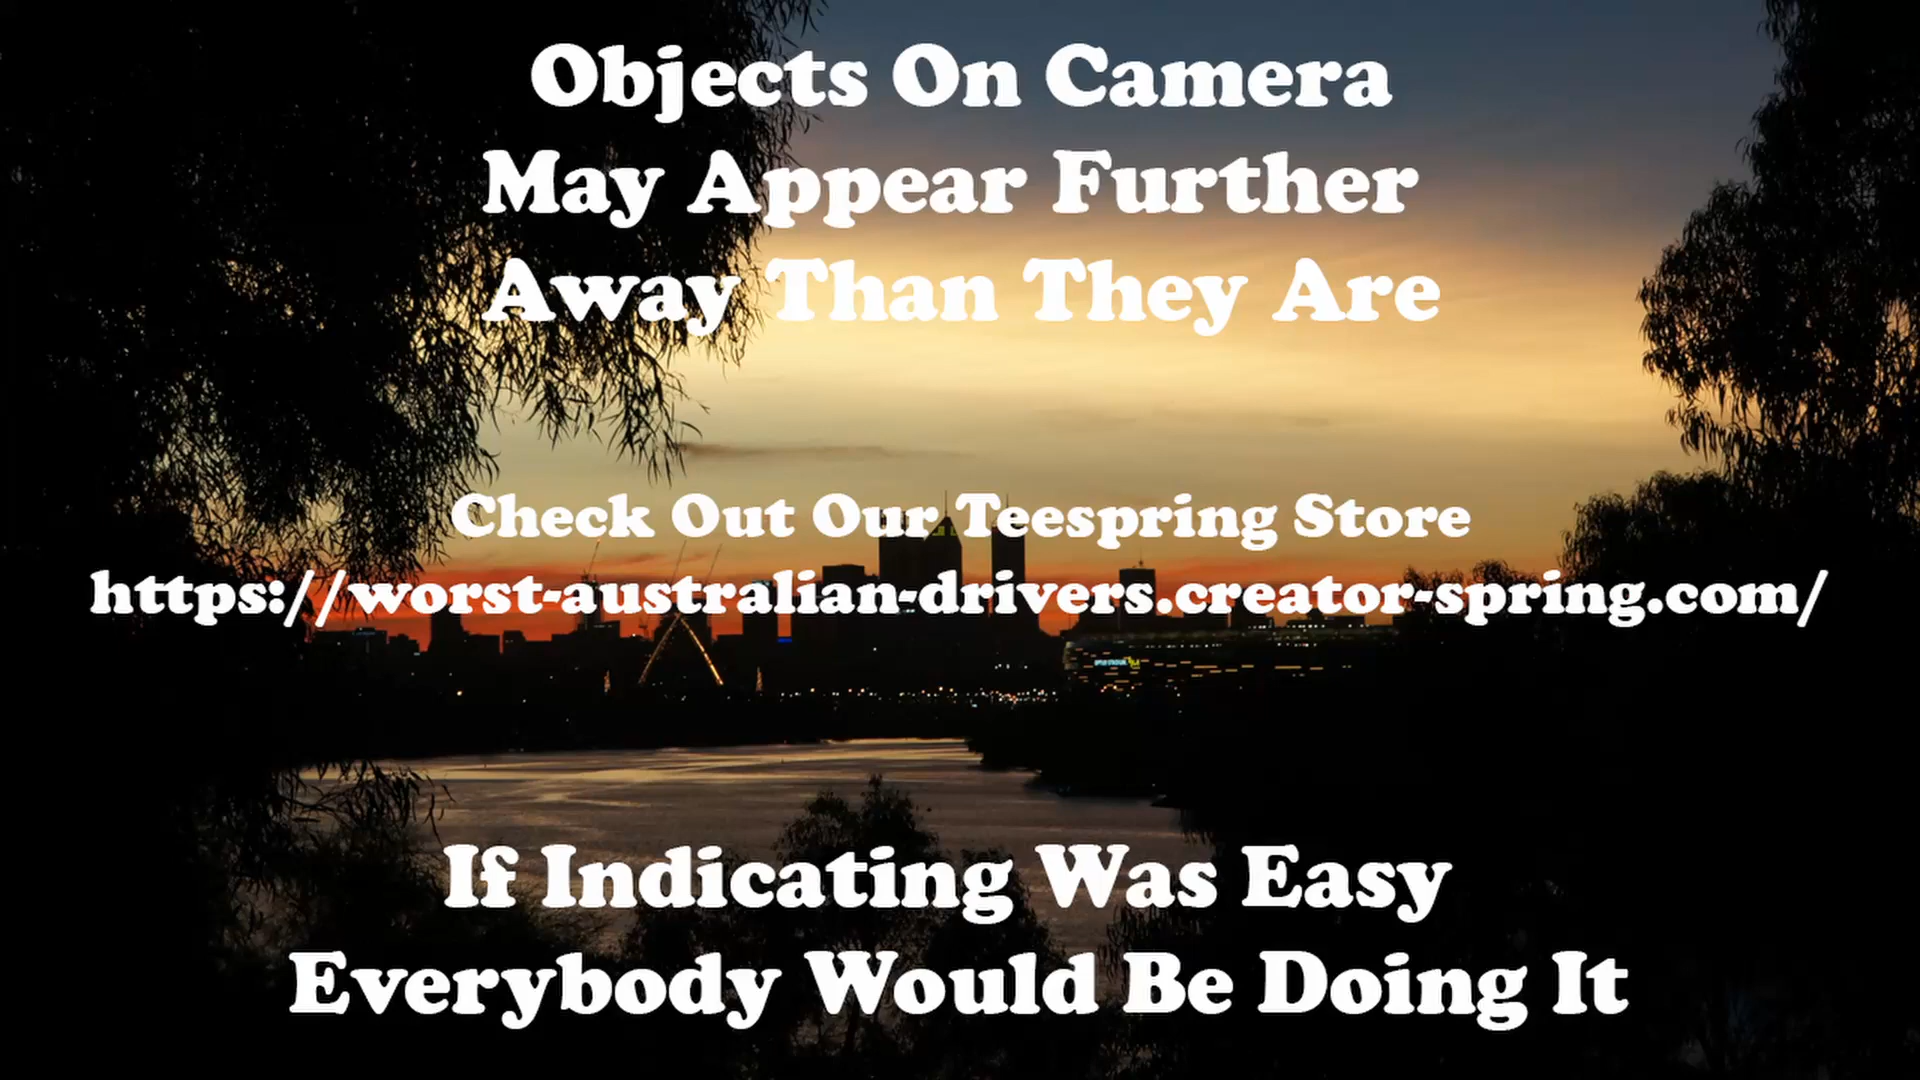 Objects On Camera
May Appear Further
Away Than They Are
Check Out Our Teespring Store
https://worst-australian-drivers.creator-spring.com/
If Indicating Was Easy
Everybody Would Be Doing It